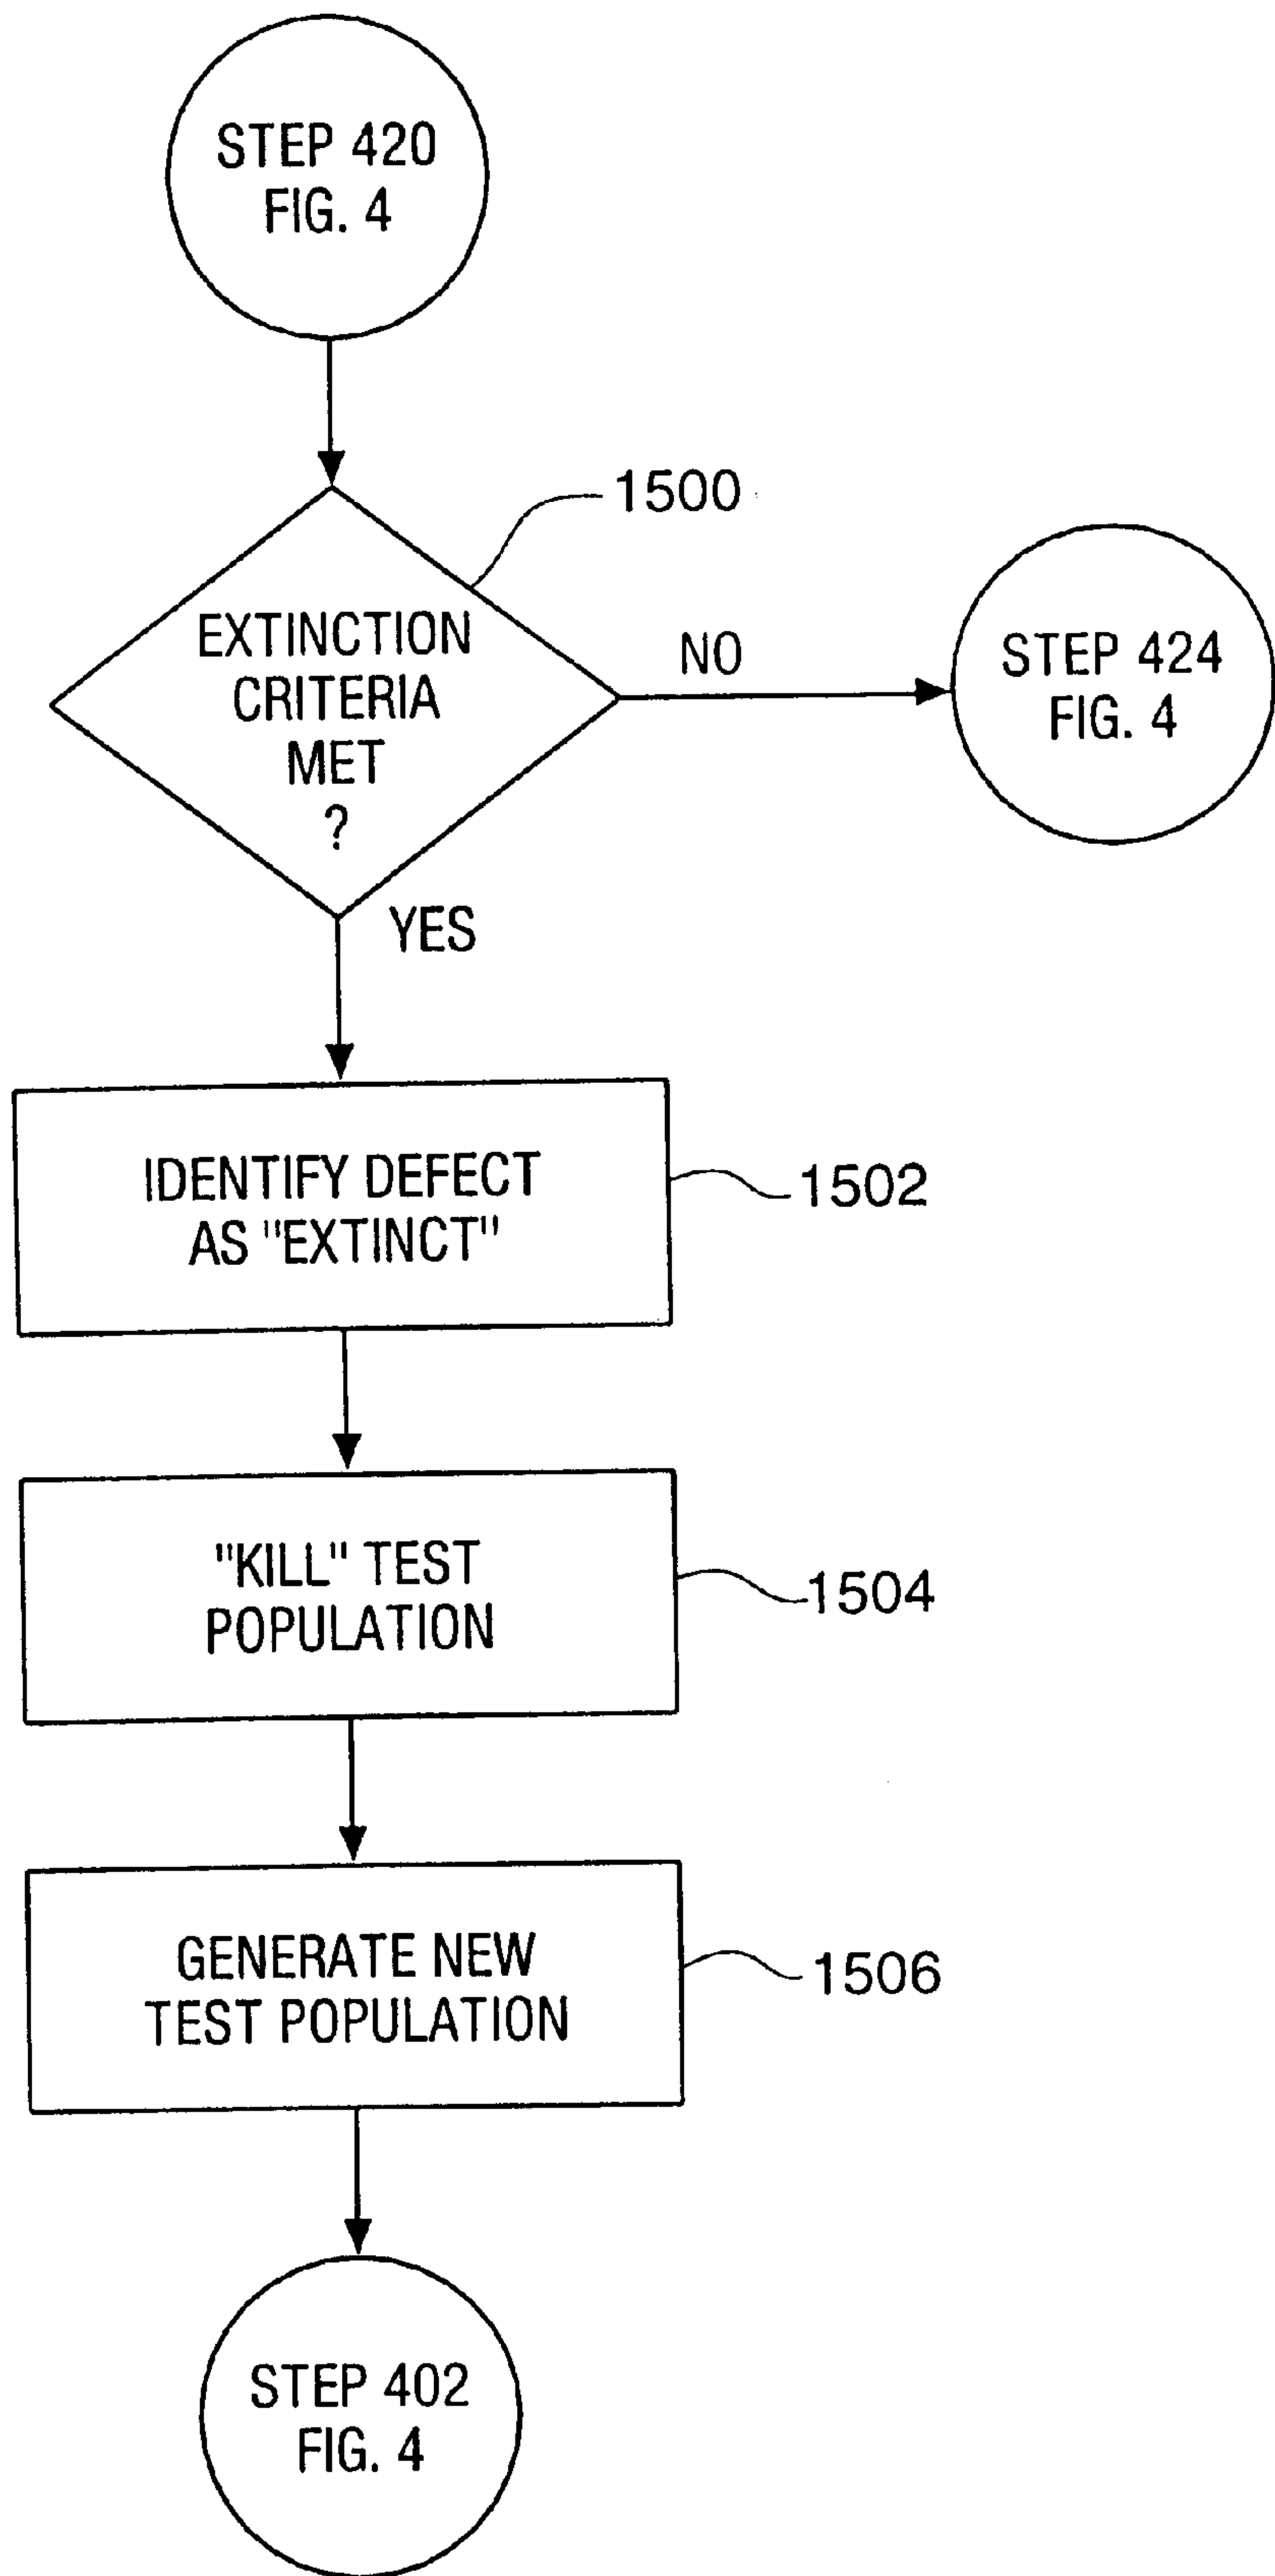 STEP 420
FIG. 4
1500
EXTINCTION
CRITERIA
MET
?
NO
STEP 424
FIG. 4
YES
IDENTIFY DEFECT
AS "EXTINCT"
1502
"KILL" TEST
POPULATION
1504
GENERATE NEW
TEST POPULATION
1506
STEP 402
FIG. 4